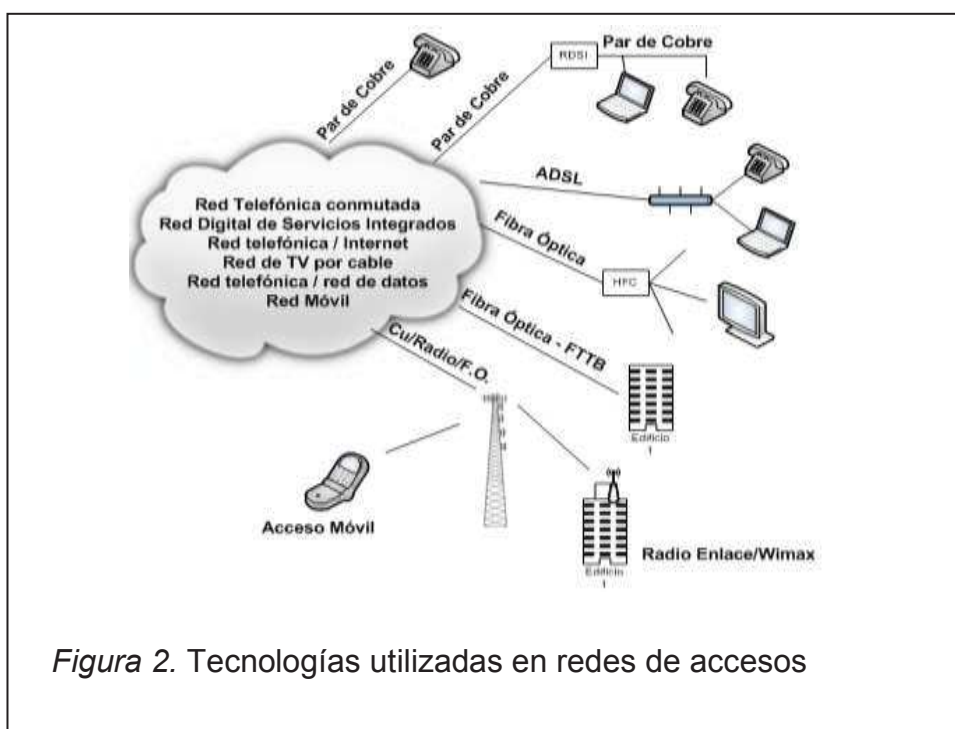 Par de Cobre
Par de Cobre
RDSI
Par de Cobre
ADSL
Fibra Óptica
HFC
Red Telefónica conmutada
Red Digital de Servicios Integrados
Red telefónica / Internet
Red de TV por cable
Red telefónica / red de datos
Red Móvil
Fibra Óptica - FTTB
Cu/Radio/F.O.
Edificio
1
Acceso Móvil
Radio Enlace/Wimax
Edificio
1
Figura 2. Tecnologías utilizadas en redes de accesos